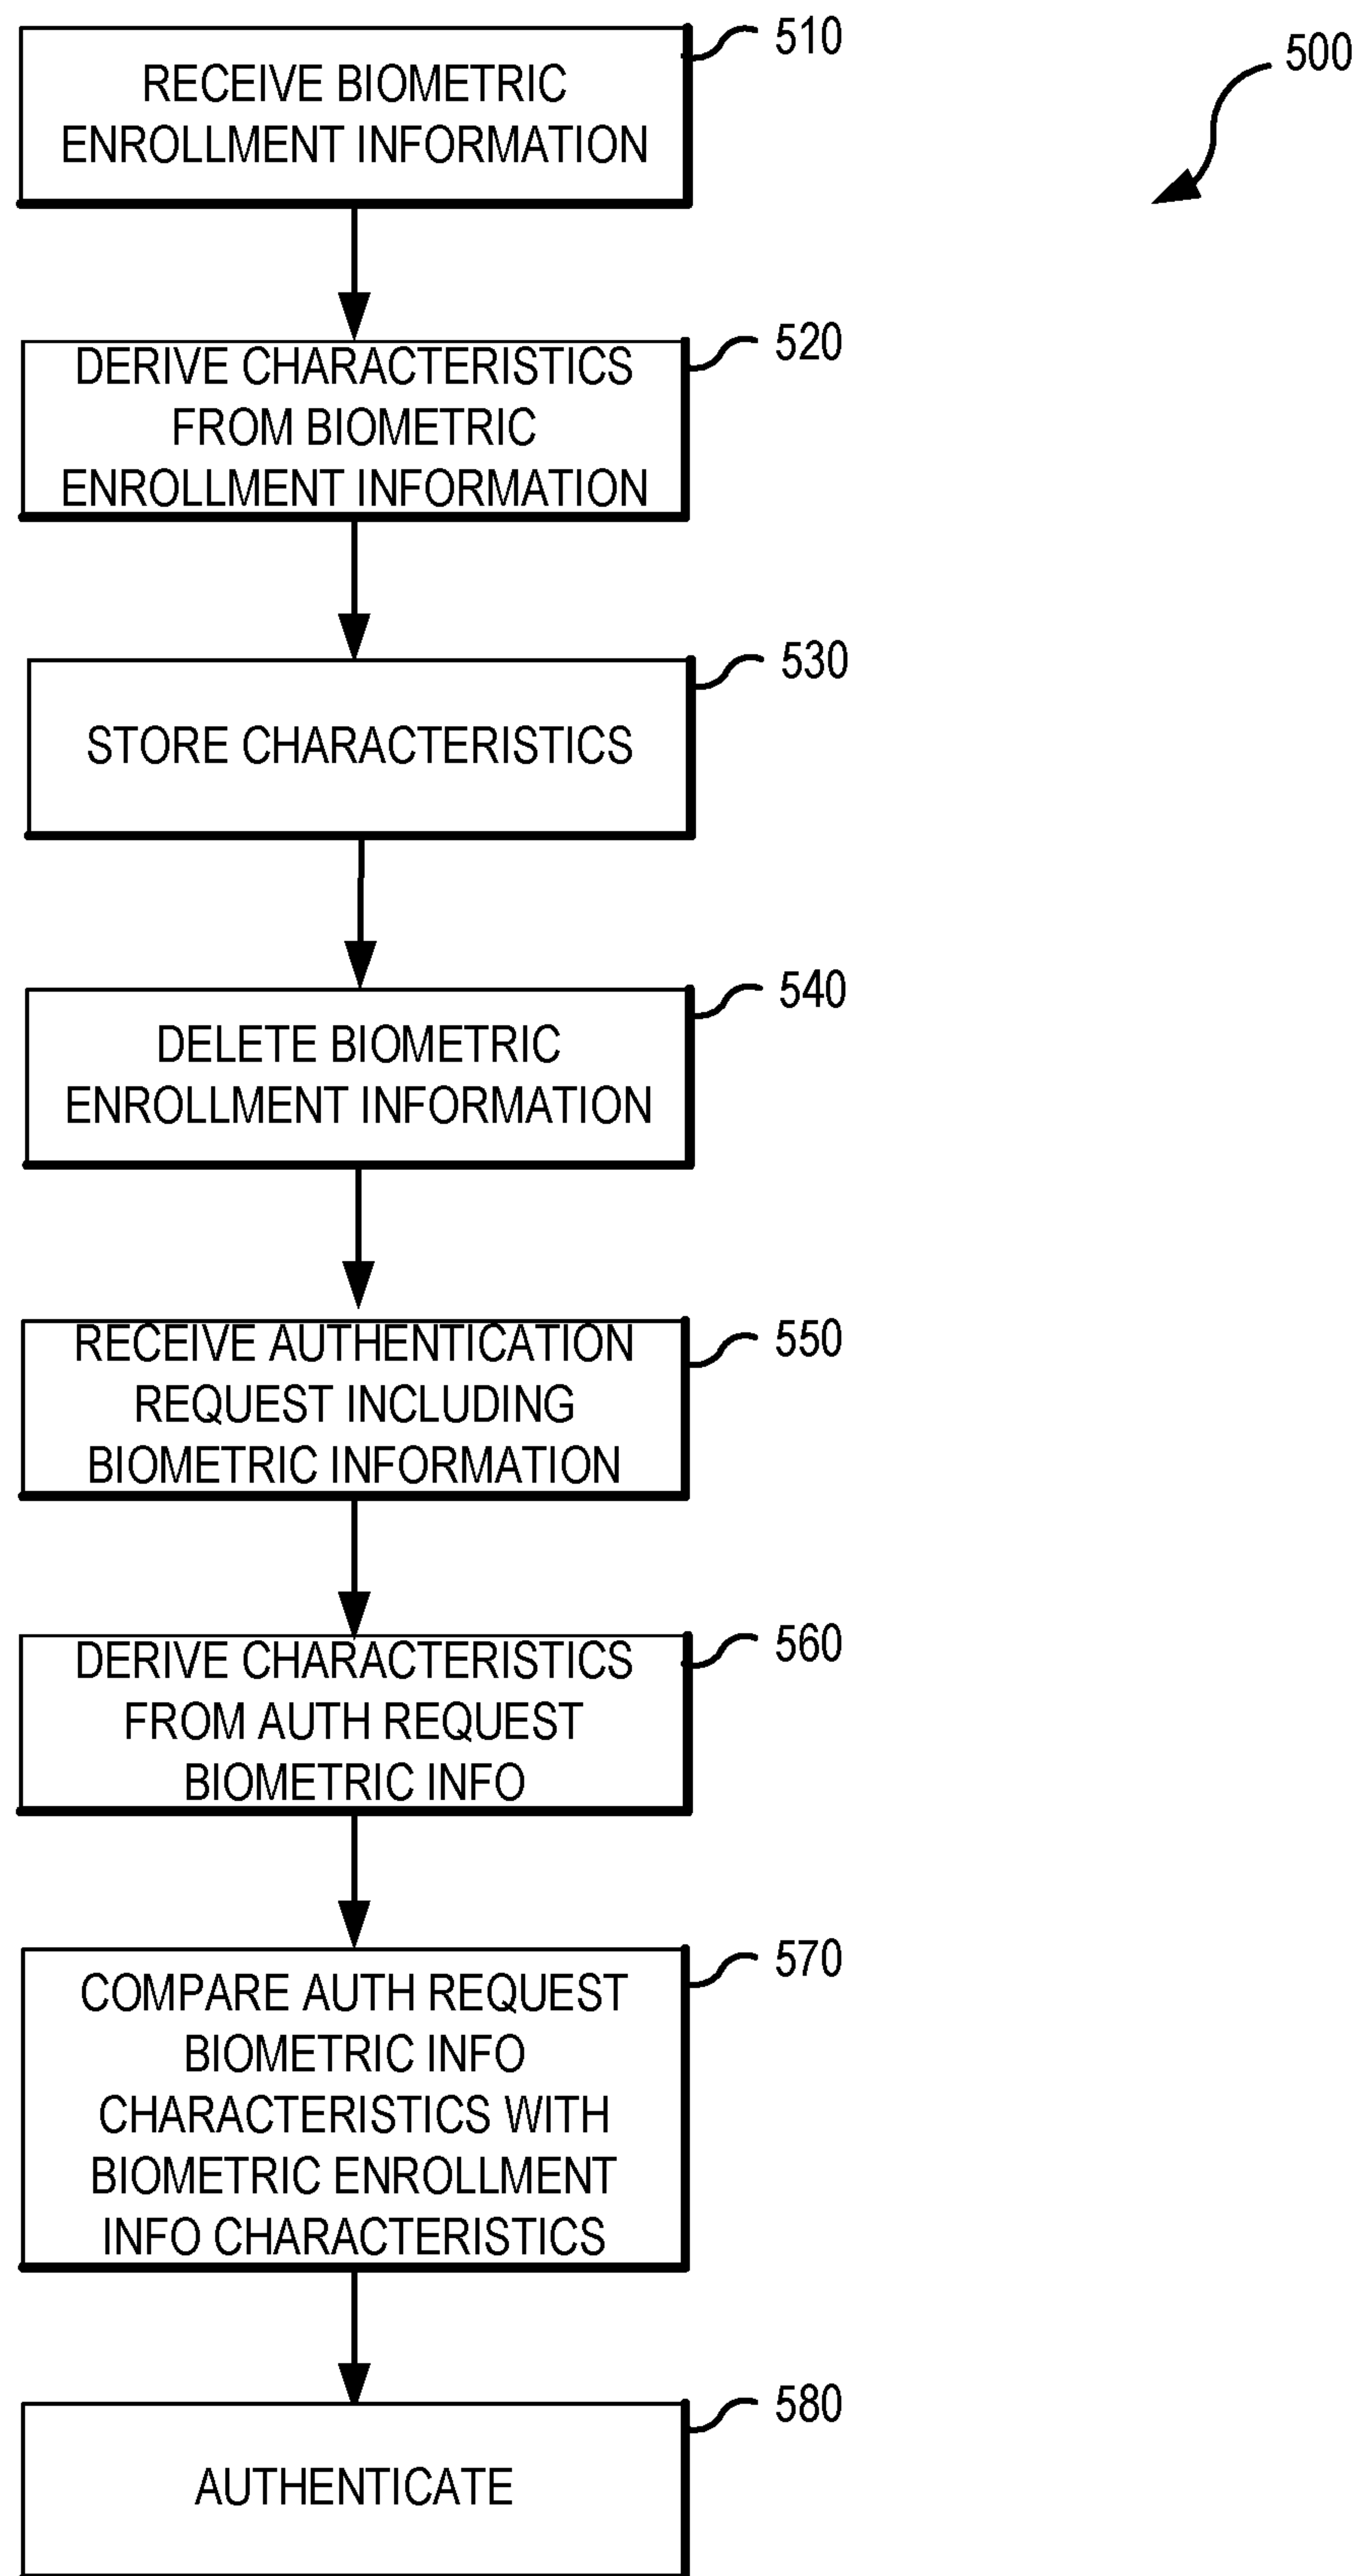 510
500
RECEIVE BIOMETRIC
ENROLLMENT INFORMATION
520
DERIVE CHARACTERISTICS
FROM BIOMETRIC
ENROLLMENT INFORMATION
530
STORE CHARACTERISTICS
540
DELETE BIOMETRIC
ENROLLMENT INFORMATION
550
RECEIVE AUTHENTICATION
REQUEST INCLUDING
BIOMETRIC INFORMATION
560
DERIVE CHARACTERISTICS
FROM AUTH REQUEST
BIOMETRIC INFO
570
COMPARE AUTH REQUEST
BIOMETRIC INFO
CHARACTERISTICS WITH
BIOMETRIC ENROLLMENT
INFO CHARACTERISTICS
580
AUTHENTICATE